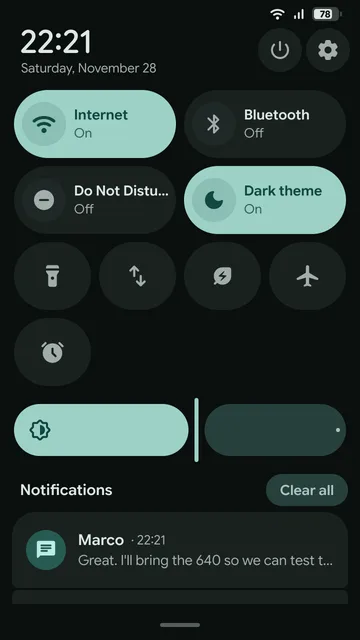 78
22:21
Saturday, November 28
Internet
On
Bluetooth
Off
Do Not Distu...
Off
Dark theme
On
Notifications
Clear all
Marco · 22:21
Great. I'll bring the 640 so we can test t...